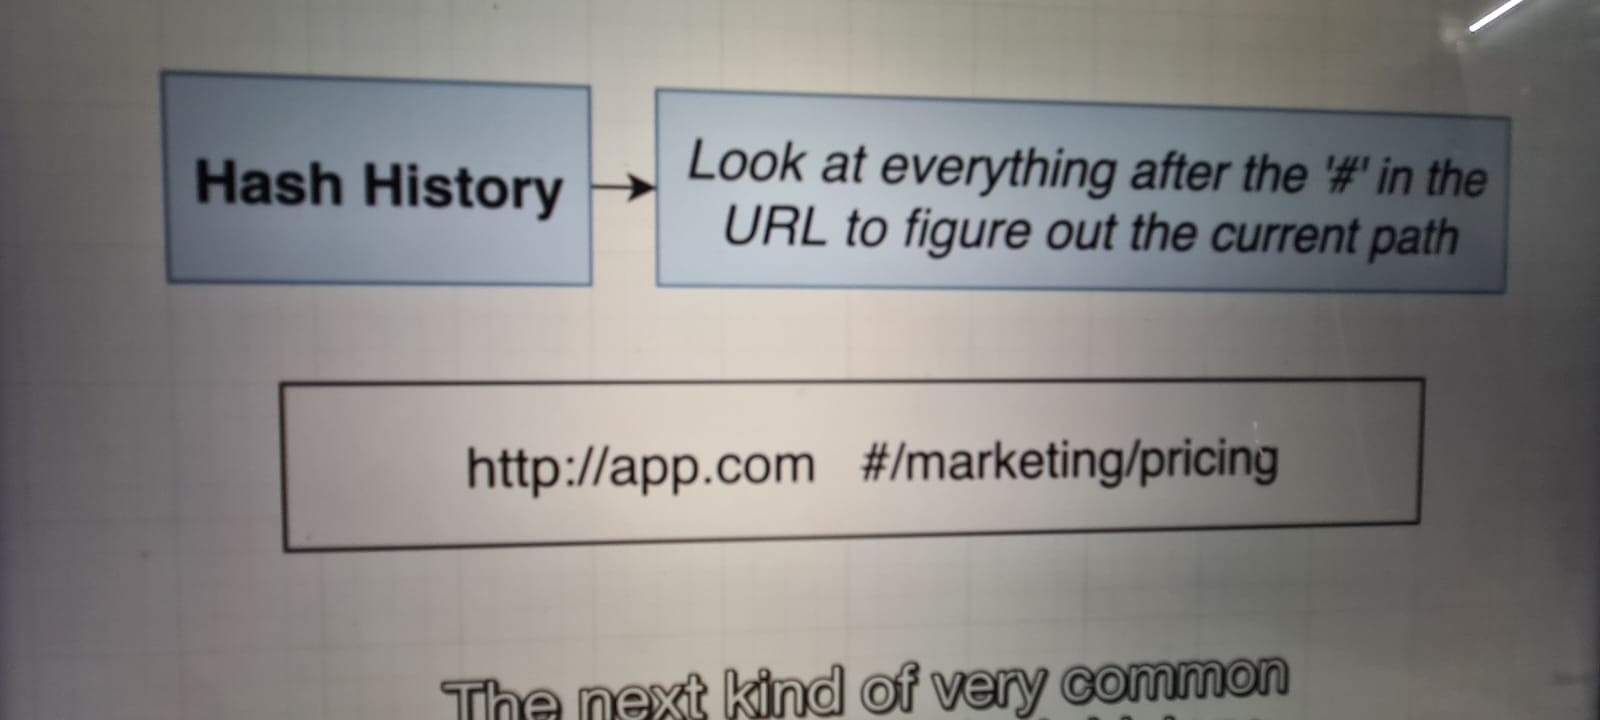 Hash History
Look at everything after the '#' in the
URL to figure out the current path
http://app.com #/marketing/pricing
The next kind of very common